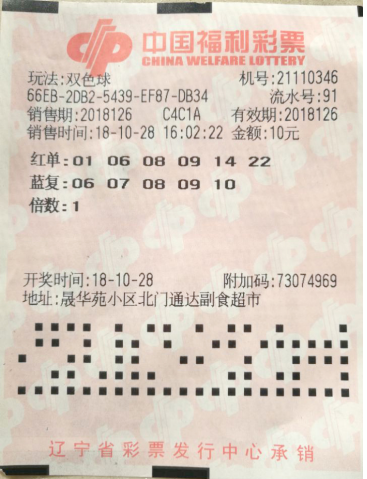 中国福利彩票
CHINA WELFARE LOTTERY
玩法:双色球 机号:21110346
66EB-2DB2-5439-EF87-DB34 流水号:91
销售期:2018126 C4C1A 有效期:2018126
销售时间:18-10-28 16:02:22 金额:10元
红单:01 06 08 09 14 22
蓝复:06 07 08 09 10
倍数:1
开奖时间:18-10-28 附加码:73074969
地址:晟华苑小区北门通达副食超市
辽宁省彩票发行中心承销